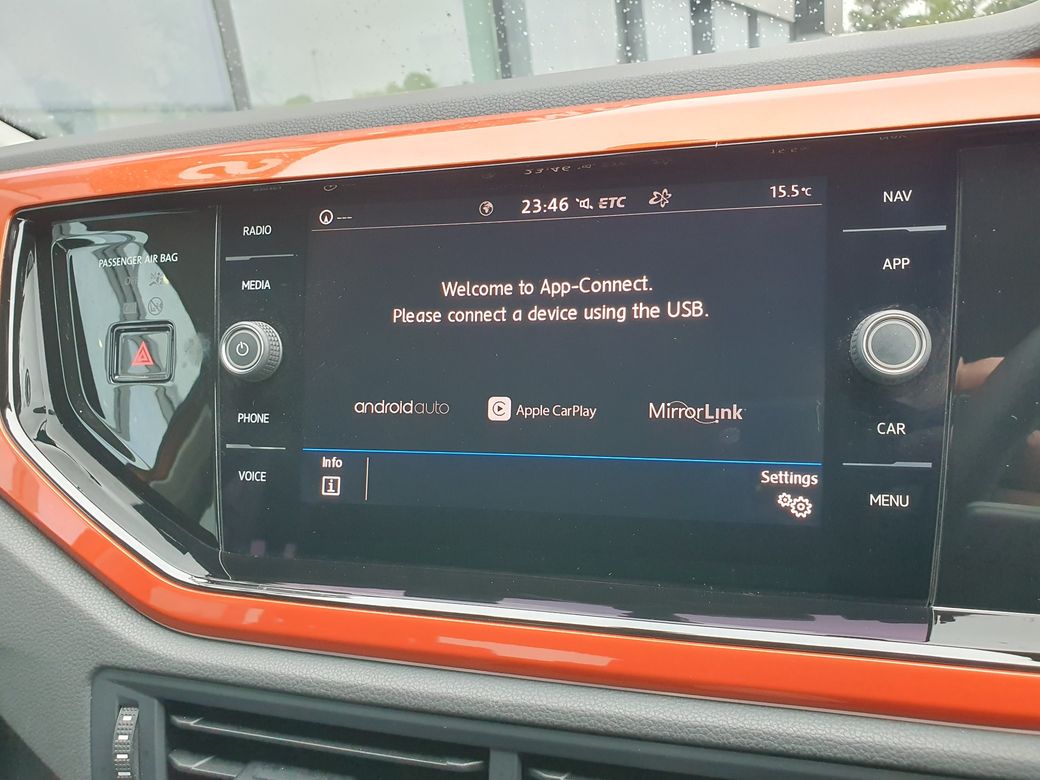 PASSENGER AIR BAG
RADIO
MEDIA
PHONE
VOICE
---
23:46 ETC
15.5°C
Welcome to App-Connect.
Please connect a device using the USB.
androidauto
Apple CarPlay
MirrorLink
Info
i
Settings
NAV
APP
CAR
MENU